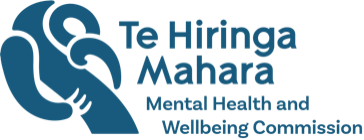 Te Hiringa
Mahara
Mental Health and
Wellbeing Commission